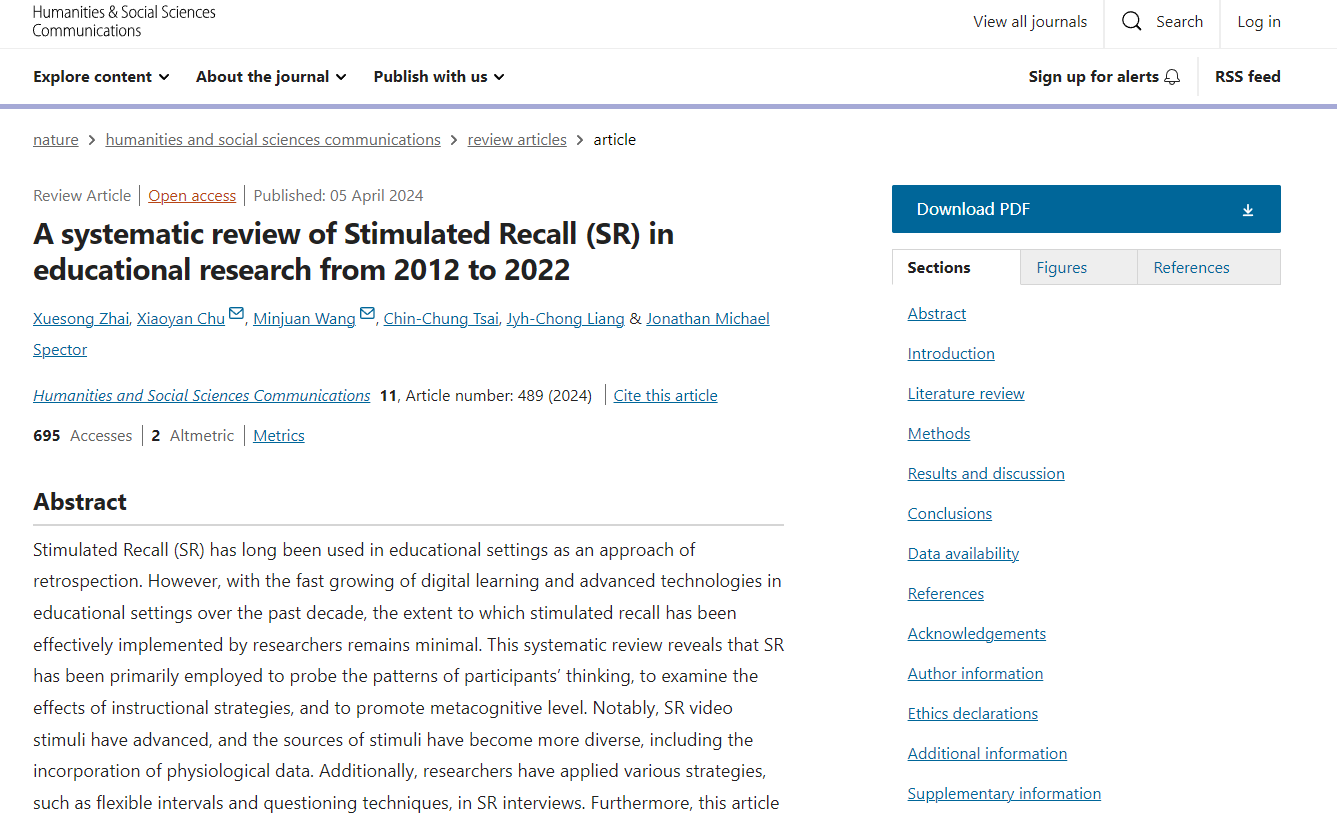 Humanities & Social Sciences
Communications
View all journals
Search
Log in
Explore content
About the journal
Publish with us
Sign up for alerts
RSS feed
nature > humanities and social sciences communications > review articles > article
Review Article | Open access | Published: 05 April 2024
A systematic review of Stimulated Recall (SR) in
educational research from 2012 to 2022
Xuesong Zhai, Xiaoyan Chu, Minjuan Wang, Chin-Chung Tsai, Jyh-Chong Liang & Jonathan Michael
Spector
Humanities and Social Sciences Communications 11, Article number: 489 (2024) | Cite this article
695 Accesses | 2 Altmetric | Metrics
Abstract
Stimulated Recall (SR) has long been used in educational settings as an approach of
retrospection. However, with the fast growing of digital learning and advanced technologies in
educational settings over the past decade, the extent to which stimulated recall has been
effectively implemented by researchers remains minimal. This systematic review reveals that SR
has been primarily employed to probe the patterns of participants’ thinking, to examine the
effects of instructional strategies, and to promote metacognitive level. Notably, SR video
stimuli have advanced, and the sources of stimuli have become more diverse, including the
incorporation of physiological data. Additionally, researchers have applied various strategies,
such as flexible intervals and questioning techniques, in SR interviews. Furthermore, this article
Download PDF
Sections
Figures
References
Abstract
Introduction
Literature review
Methods
Results and discussion
Conclusions
Data availability
References
Acknowledgements
Author information
Ethics declarations
Additional information
Supplementary information